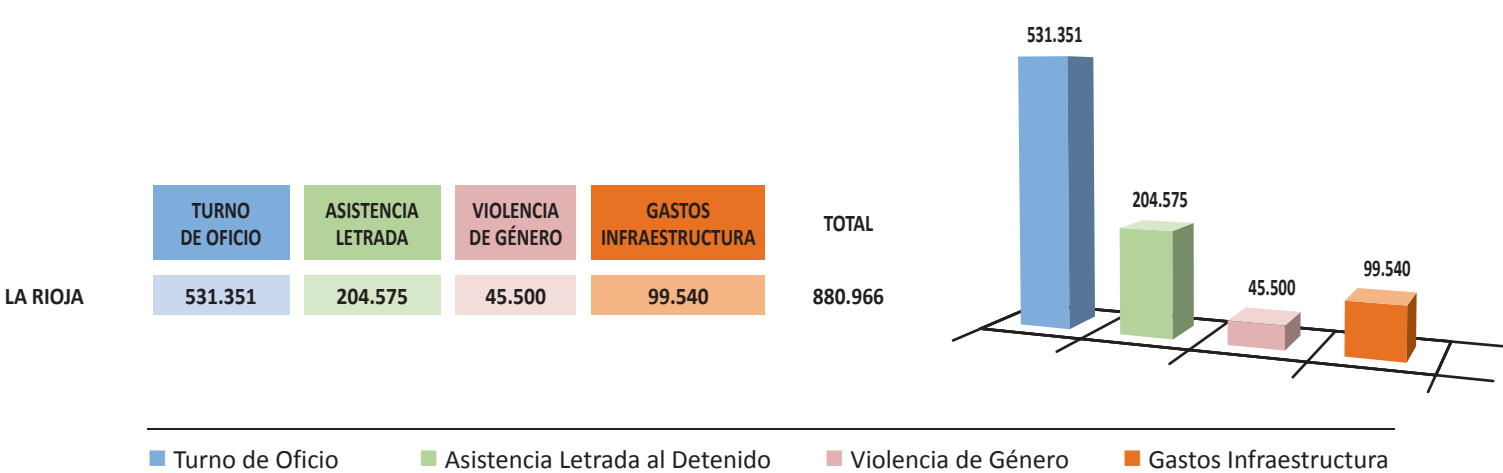 TURNO
DE OFICIO
ASISTENCIA
LETRADA
VIOLENCIA
DE GÉNERO
GASTOS
INFRAESTRUCTURA
TOTAL
LA RIOJA
531.351
204.575
45.500
99.540
880.966
531.351
204.575
45.500
99.540
Turno de Oficio
Asistencia Letrada al Detenido
Violencia de Género
Gastos Infraestructura